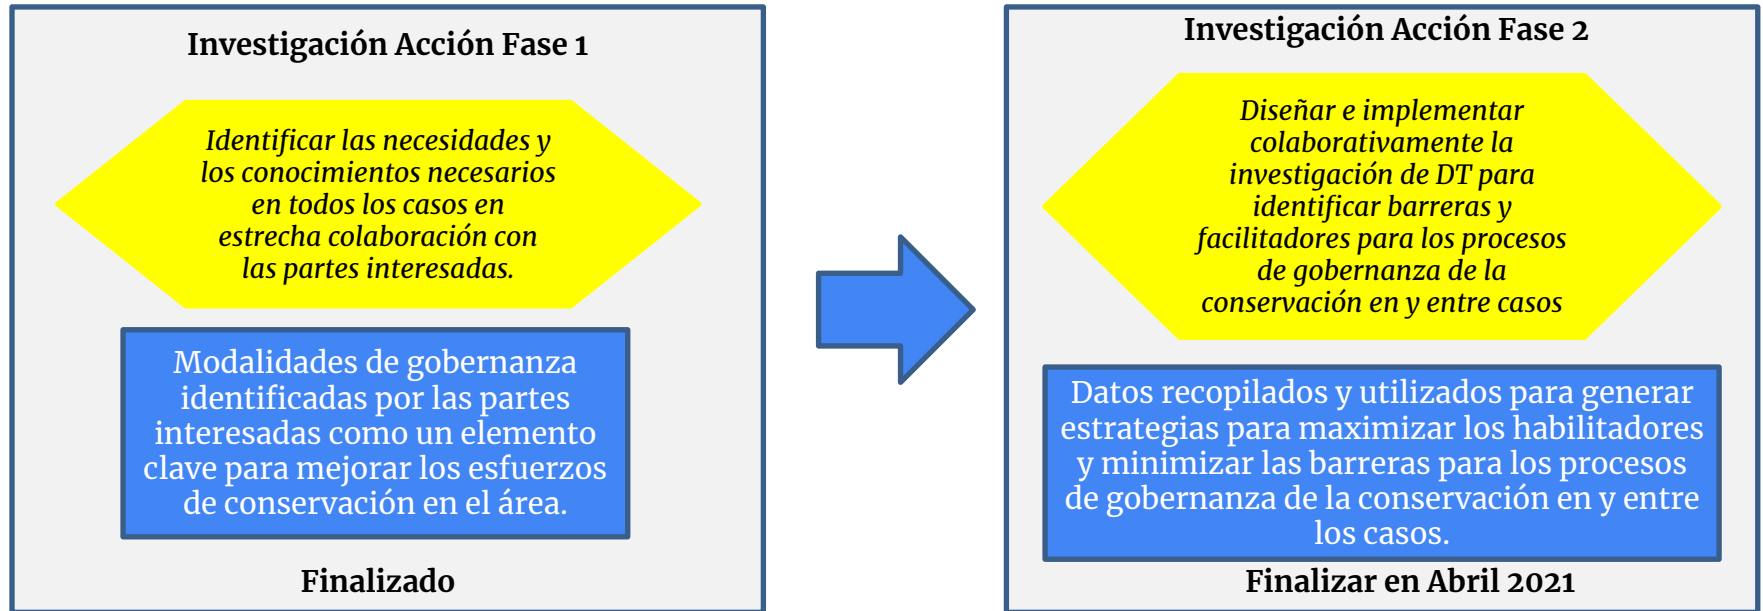 Investigación Acción Fase 1
Identificar las necesidades y
los conocimientos necesarios
en todos los casos en
estrecha colaboración con
las partes interesadas.
Modalidades de gobernanza
identificadas por las partes
interesadas como un elemento
clave para mejorar los esfuerzos
de conservación en el área.
Finalizado
Investigación Acción Fase 2
Diseñar e implementar
colaborativamente la
investigación de DT para
identificar barreras y
facilitadores para los procesos
de gobernanza de la
conservación en y entre casos
Datos recopilados y utilizados para generar
estrategias para maximizar los habilitadores
y minimizar las barreras para los procesos
de gobernanza de la conservación en y entre
los casos.
Finalizar en Abril 2021